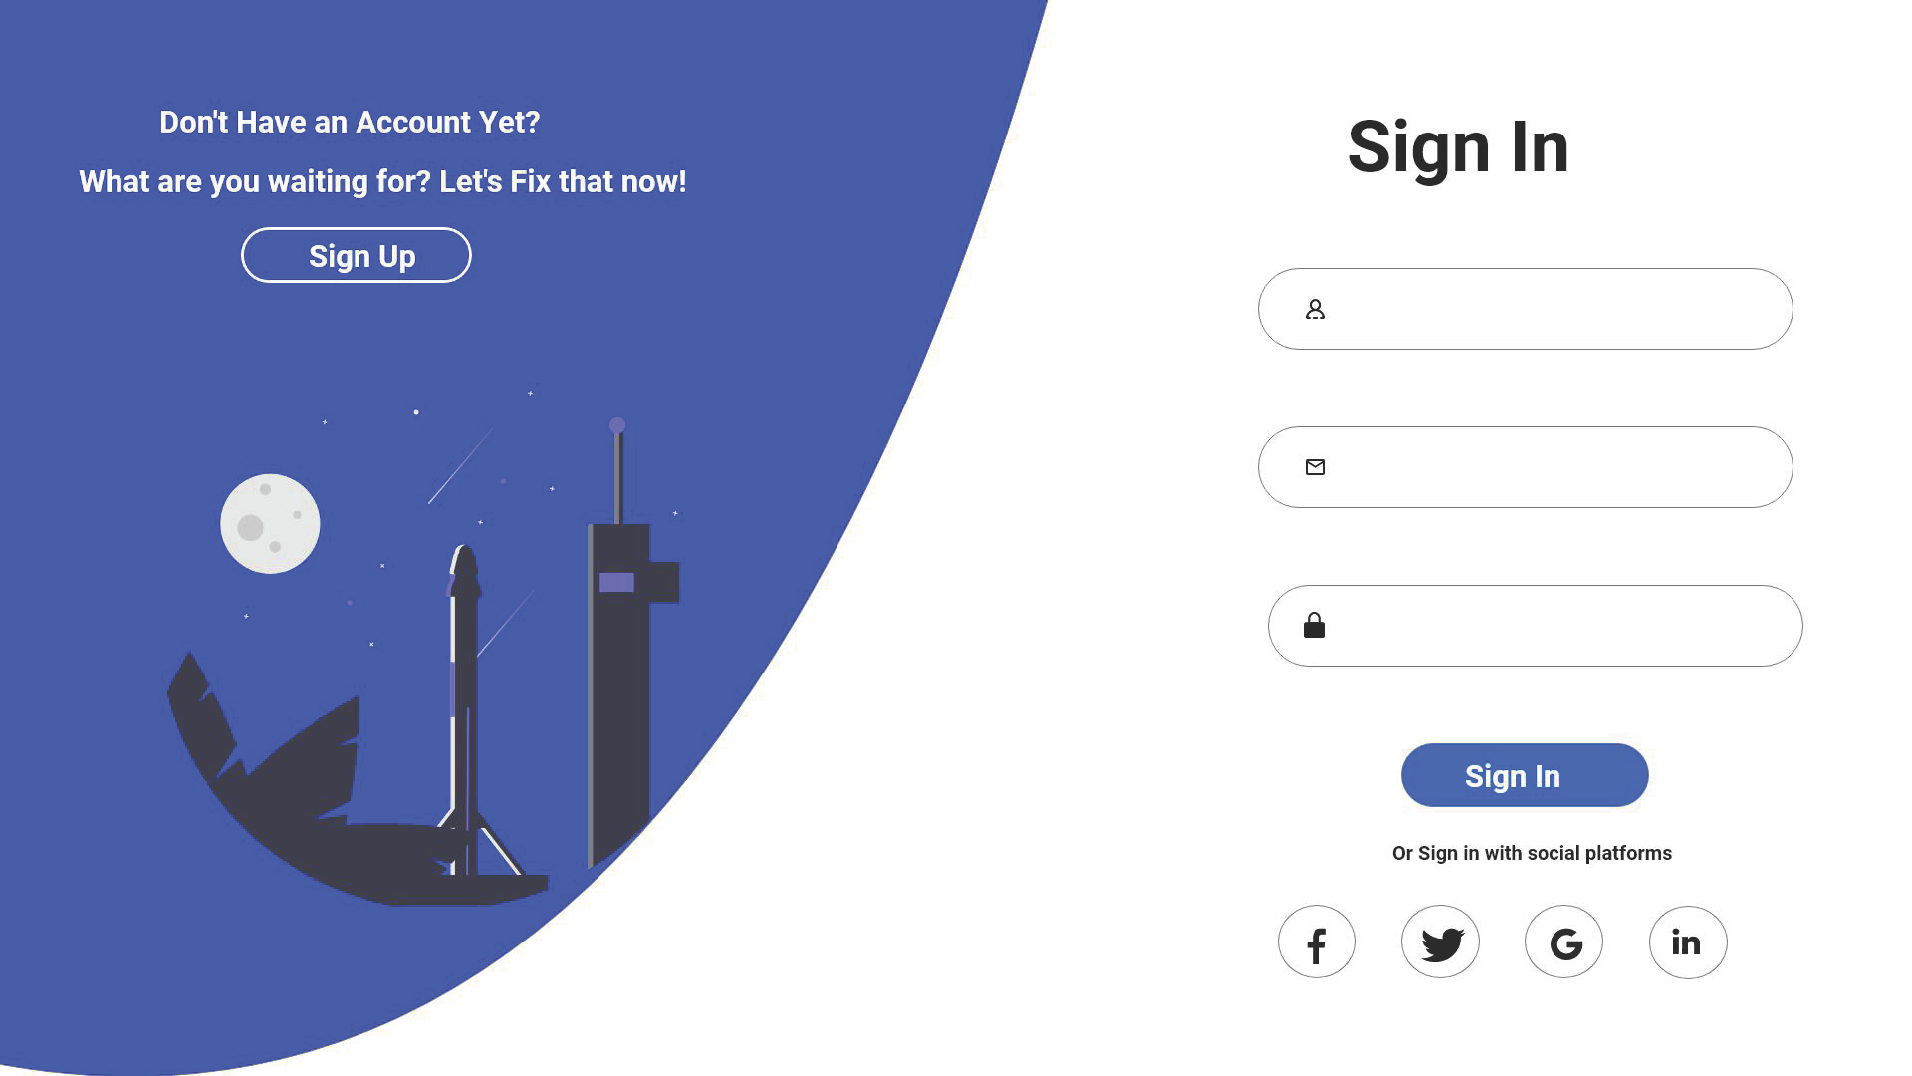 Don't Have an Account Yet?
What are you waiting for? Let's Fix that now!
Sign Up
Sign In
Sign In
Or Sign in with social platforms